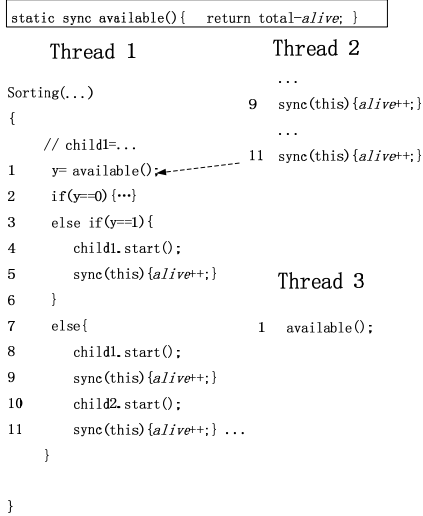 static sync available(){ return total-alive; }
Thread 1
Sorting(...)
{
// child1=...
1 y= available();
2 if(y==0){…}
3 else if(y==1){
4 child1.start();
5 sync(this){alive++;}
6 }
7 else{
8 child1.start();
9 sync(this){alive++;}
10 child2.start();
11 sync(this){alive++;} ...
}
}
Thread 2
...
9 sync(this){alive++;}
...
11 sync(this){alive++;}
Thread 3
1 available();